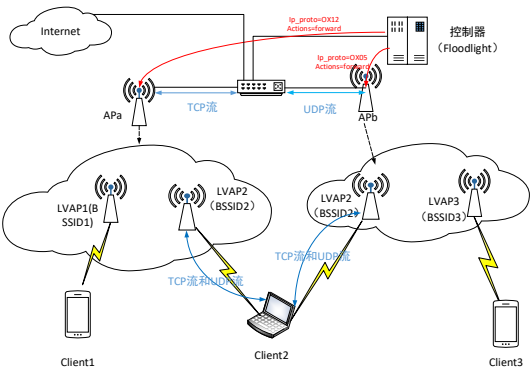 Internet
Ip_proto=OX12
Actions=forward
控制器
（Floodlight）
Ip_proto=OX05
Actions=forward
APa
TCP流
UDP流
APb
LVAP1(B
SSID1)
LVAP2
（BSSID2）
LVAP2
（BSSID2）
LVAP3
（BSSID3）
TCP流和UDP流
TCP流和UDP流
Client1
Client2
Client3